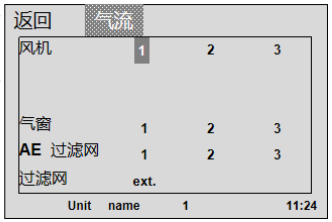 返回 气流
风机 1 2 3
气窗 1 2 3
AE 过滤网 1 2 3
过滤网 ext.
Unit name 1 11:24